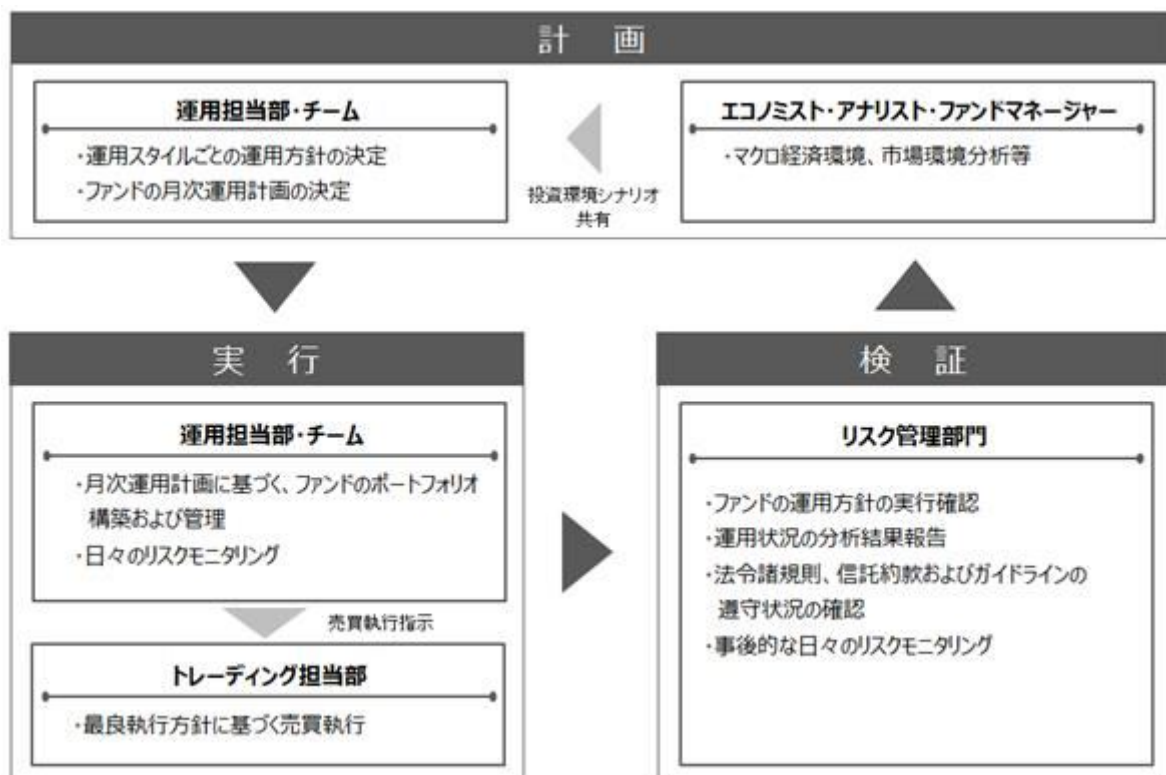 計 画
運用担当部・チーム
・運用スタイルごとの運用方針の決定
・ファンドの月次運用計画の決定
投資環境シナリオ
共有
エコノミスト・アナリスト・ファンドマネージャー
・マクロ経済環境、市場環境分析等
実 行
運用担当部・チーム
・月次運用計画に基づく、ファンドのポートフォリオ
構築および管理
・日々のリスクモニタリング
売買執行指示
トレーディング担当部
・最良執行方針に基づく売買執行
検 証
リスク管理部門
・ファンドの運用方針の実行確認
・運用状況の分析結果報告
・法令諸規則、信託約款およびガイドラインの
遵守状況の確認
・事後的な日々のリスクモニタリング